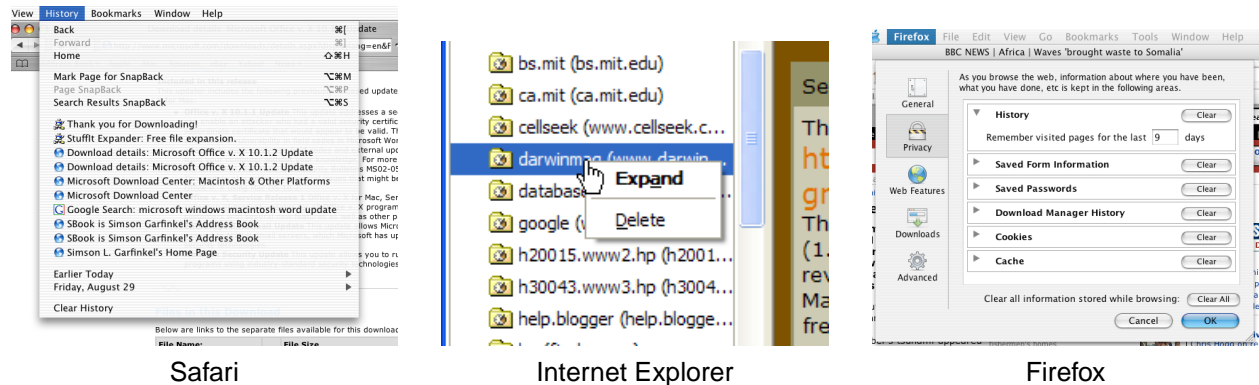 View History Bookmarks Window Help
Back ⌘[
Forward ⌘]
Home ⇧⌘H
Mark Page for SnapBack ⌥⌘M
Page SnapBack ⌥⌘P
Search Results SnapBack ⌥⌘S
Thank you for Downloading!
StuffIt Expander: Free file expansion.
Download details: Microsoft Office v. X 10.1.2 Update
Download details: Microsoft Office v. X 10.1.2 Update
Microsoft Download Center: Macintosh & Other Platforms
Microsoft Download Center
Google Search: microsoft windows macintosh word update
SBook is Simson Garfinkel's Address Book
SBook is Simson Garfinkel's Address Book
Simson L. Garfinkel's Home Page
Earlier Today
Friday, August 29
Clear History
Below are links to the separate files available for this download
File Name: File Size
Safari
bs.mit (bs.mit.edu)
ca.mit (ca.mit.edu)
cellseek (www.cellseek.c...
darwinmag (www.darwin...
database
google (
h20015.www2.hp (h2001...
h30043.www3.hp (h3004...
help.blogger (help.blogge...
Expand
Delete
Se
Th
ht
gr
Th
(1.
rev
Ma
fre
Internet Explorer
Firefox File Edit View Go Bookmarks Tools Window Help
BBC NEWS | Africa | Waves 'brought waste to Somalia'
General
Privacy
Web Features
Downloads
Advanced
As you browse the web, information about where you have been,
what you have done, etc is kept in the following areas.
History Clear
Remember visited pages for the last 9 days
Saved Form Information Clear
Saved Passwords Clear
Download Manager History Clear
Cookies Clear
Cache Clear
Clear all information stored while browsing: Clear All
Cancel OK
Firefox